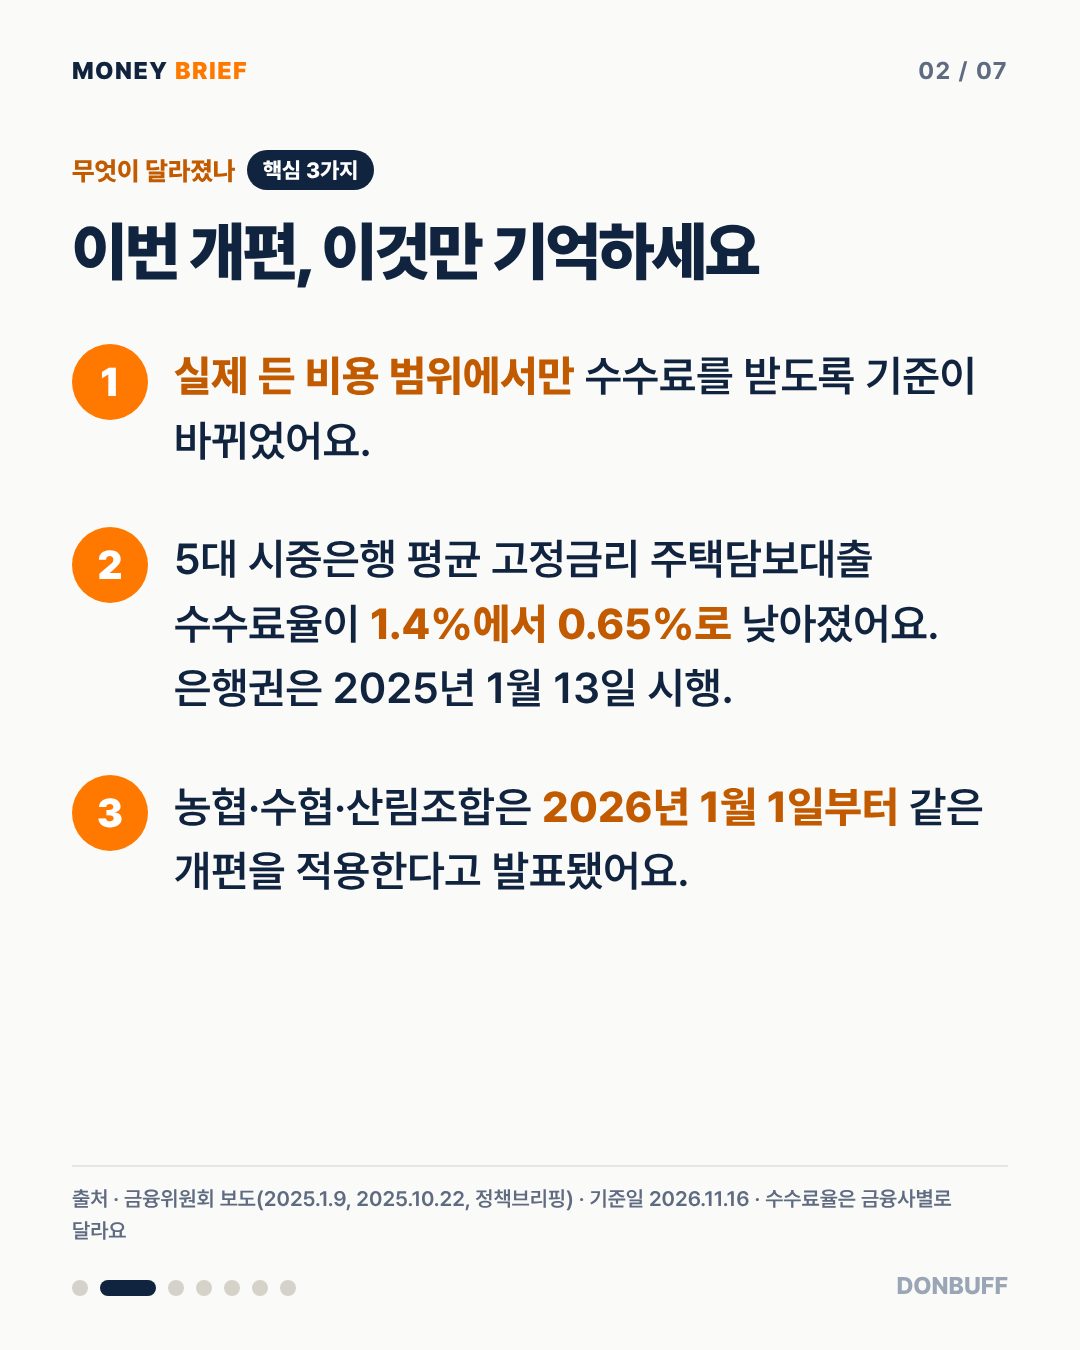 MONEY BRIEF
02 / 07
무엇이 달라졌나 핵심 3가지
이번 개편, 이것만 기억하세요
1 실제 든 비용 범위에서만 수수료를 받도록 기준이
바뀌었어요.
2 5대 시중은행 평균 고정금리 주택담보대출
수수료율이 1.4%에서 0.65%로 낮아졌어요.
은행권은 2025년 1월 13일 시행.
3 농협·수협·산림조합은 2026년 1월 1일부터 같은
개편을 적용한다고 발표됐어요.
출처 · 금융위원회 보도(2025.1.9, 2025.10.22, 정책브리핑) · 기준일 2026.11.16 · 수수료율은 금융사별로
달라요
DONBUFF